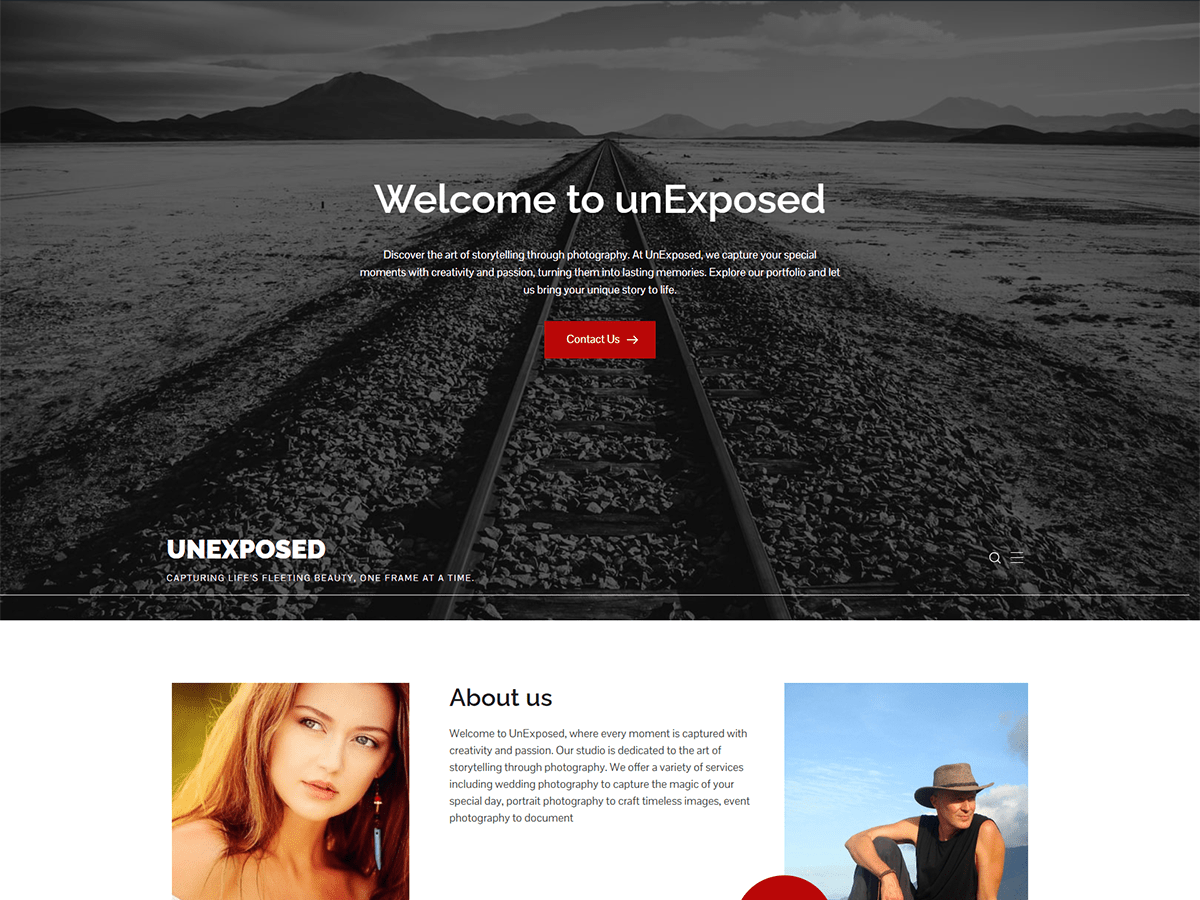 Welcome to unExposed
Discover the art of storytelling through photography. At UnExposed, we capture your special
moments with creativity and passion, turning them into lasting memories. Explore our portfolio and let
us bring your unique story to life.
Contact Us
UNEXPOSED
CAPTURING LIFE'S FLEETING BEAUTY, ONE FRAME AT A TIME.
About us
Welcome to UnExposed, where every moment is captured with
creativity and passion. Our studio is dedicated to the art of
storytelling through photography. We offer a variety of services
including wedding photography to capture the magic of your
special day, portrait photography to craft timeless images, event
photography to document